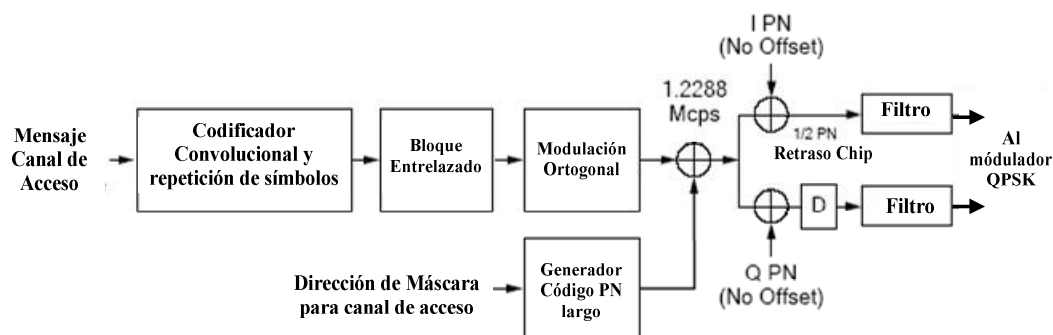 I PN
(No Offset)
1.2288
Mcps
Mensaje
Canal de
Acceso
Codificador
Convolucional y
repetición de símbolos
Bloque
Entrelazado
Modulación
Ortogonal
1/2 PN
Retraso Chip
Filtro
Al
módulador
QPSK
D
Filtro
Dirección de Máscara
para canal de acceso
Generador
Código PN
largo
Q PN
(No Offset)